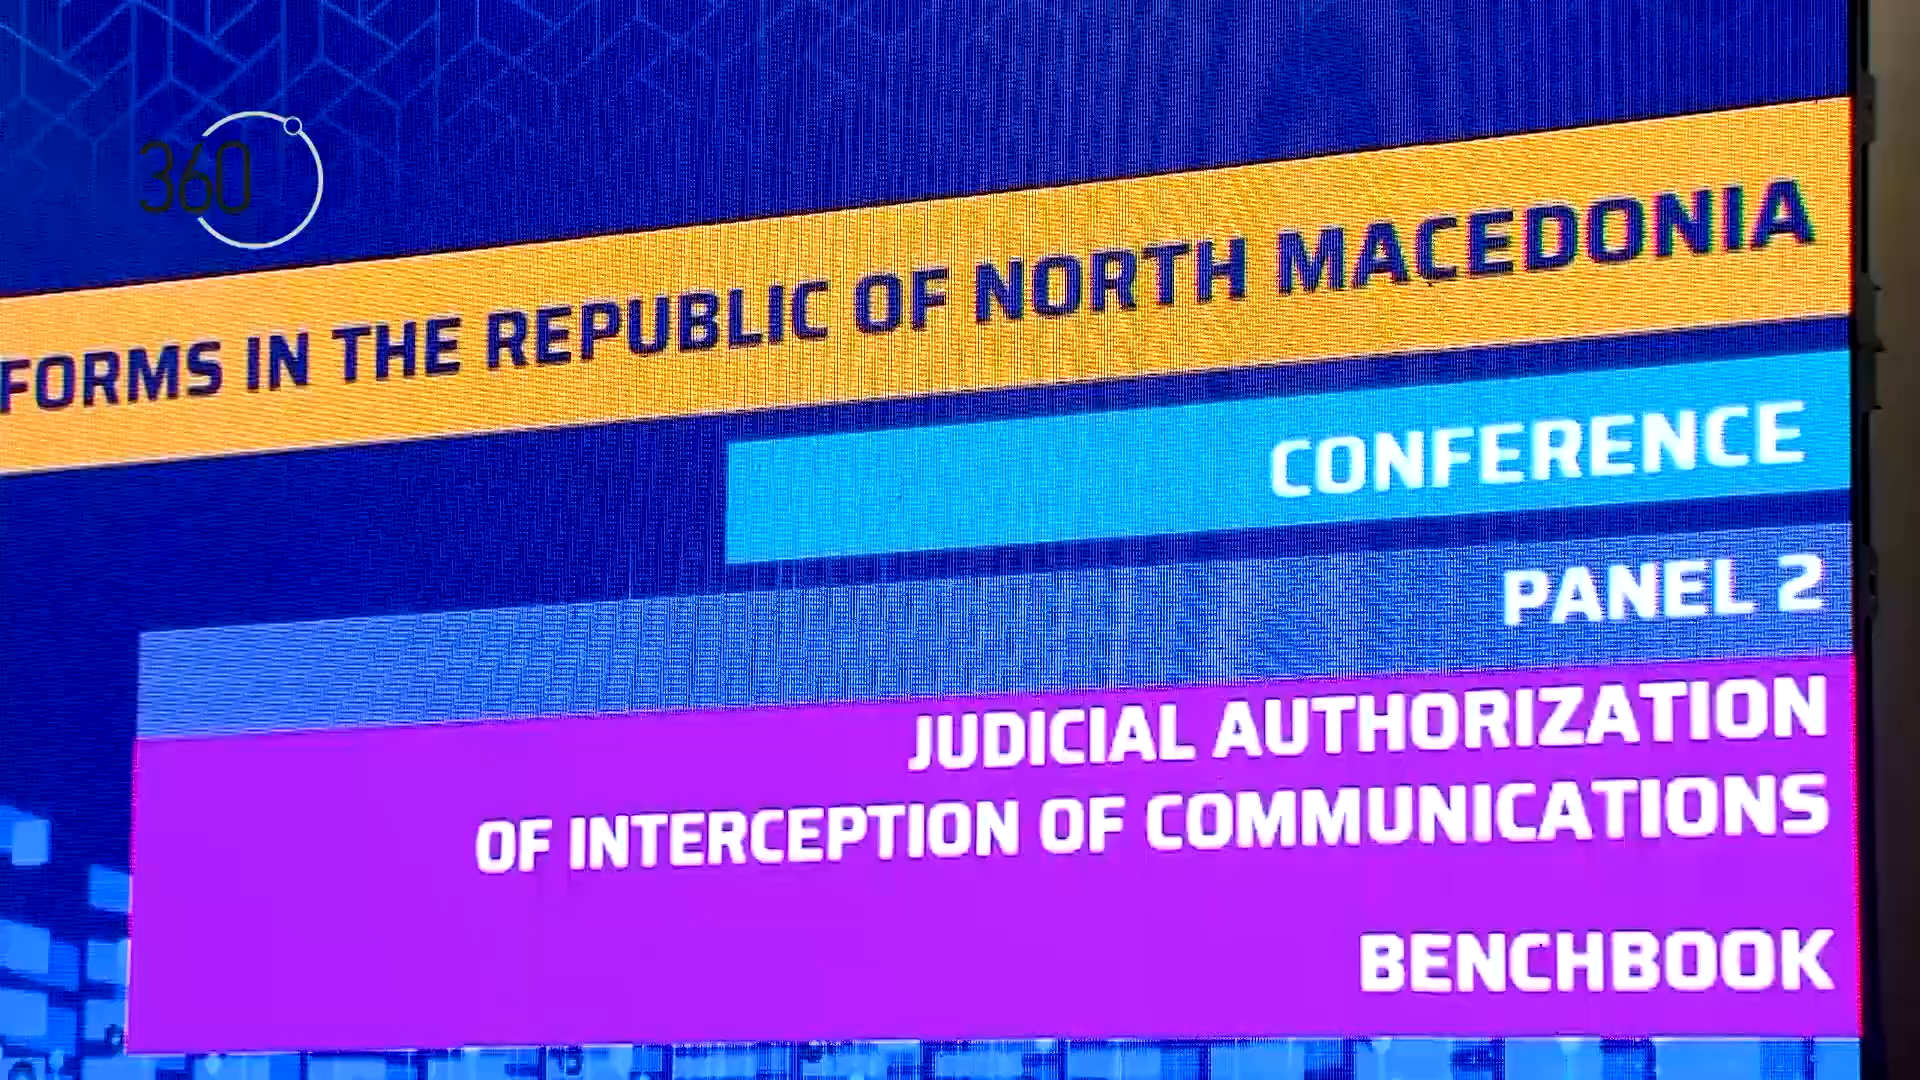 360
FORMS IN THE REPUBLIC OF NORTH MACEDONIA
CONFERENCE
PANEL 2
JUDICIAL AUTHORIZATION
OF INTERCEPTION OF COMMUNICATIONS
BENCHBOOK